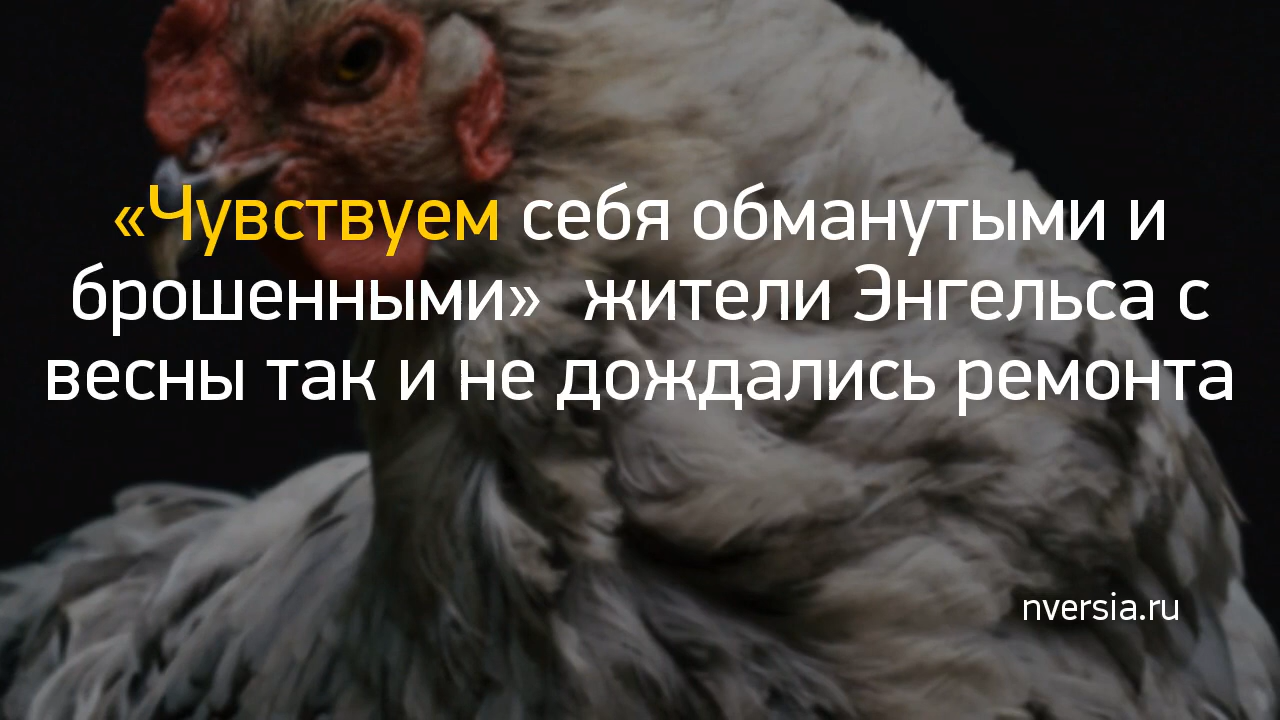 «Чувствуем себя обманутыми и
брошенными»  жители Энгельса с
весны так и не дождались ремонта
nversia.ru